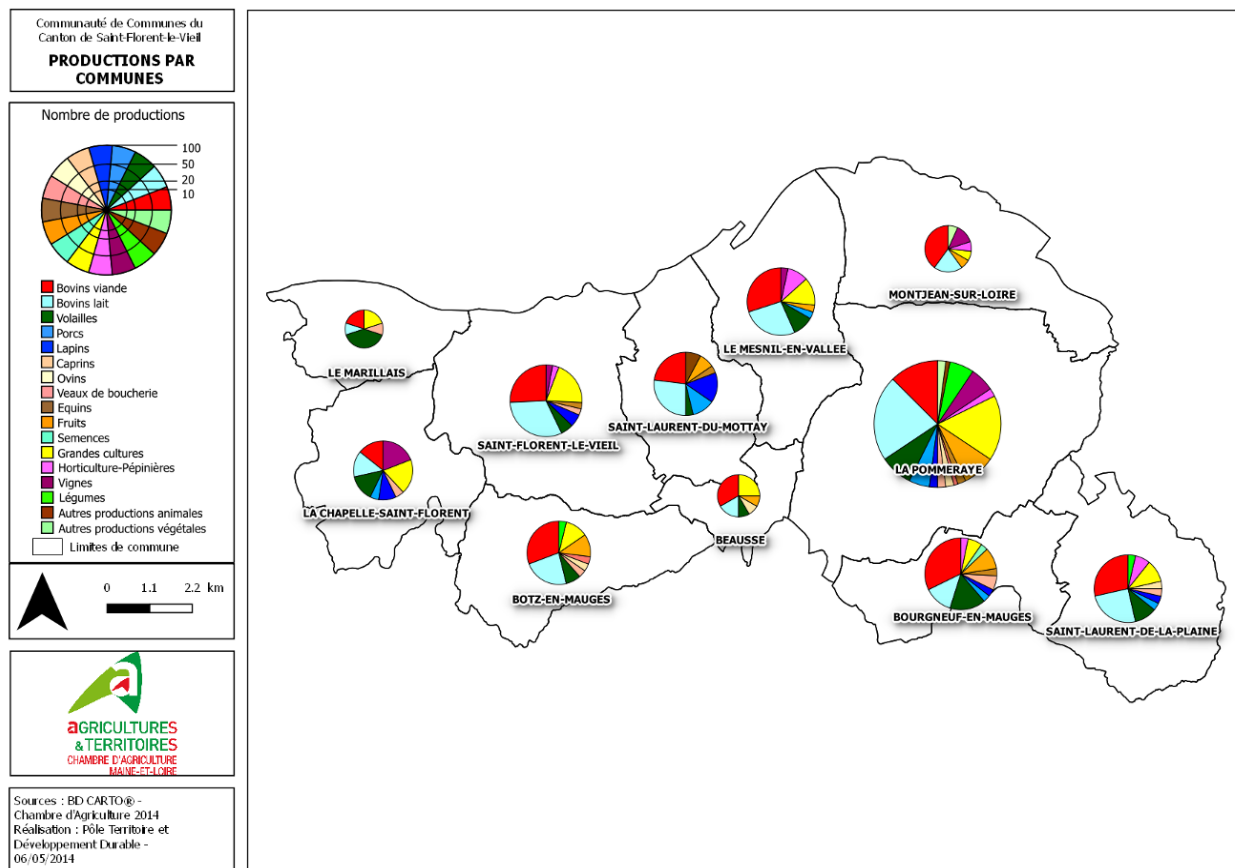 Communauté de Communes du
Canton de Saint-Florent-le-Vieil
PRODUCTIONS PAR
COMMUNES
Nombre de productions
100
50
20
10
Bovins viande
Bovins lait
Volailles
Porcs
Lapins
Caprins
Ovins
Veaux de boucherie
Equins
Fruits
Semences
Grandes cultures
Horticulture-Pépinières
Vignes
Légumes
Autres productions animales
Autres productions végétales
Limites de commune
0 1.1 2.2 km
a
aGRICULTURES
& TERRITOIRES
CHAMBRE D'AGRICULTURE
MAINE-ET-LOIRE
Sources : BD CARTO® -
Chambre d'Agriculture 2014
Réalisation : Pôle Territoire et
Développement Durable -
06/05/2014
MONTJEAN-SUR-LOIRE
LE MESNIL-EN-VALLEE
LE MARILLAIS
SAINT-LAURENT-DU-MOTTAY
SAINT-FLORENT-LE-VIEIL
LA POMMERAYE
LA CHAPELLE-SAINT-FLORENT
BEAUSSE
BOTZ-EN-MAUGES
BOURGNEUF-EN-MAUGES
SAINT-LAURENT-DE-LA-PLAINE